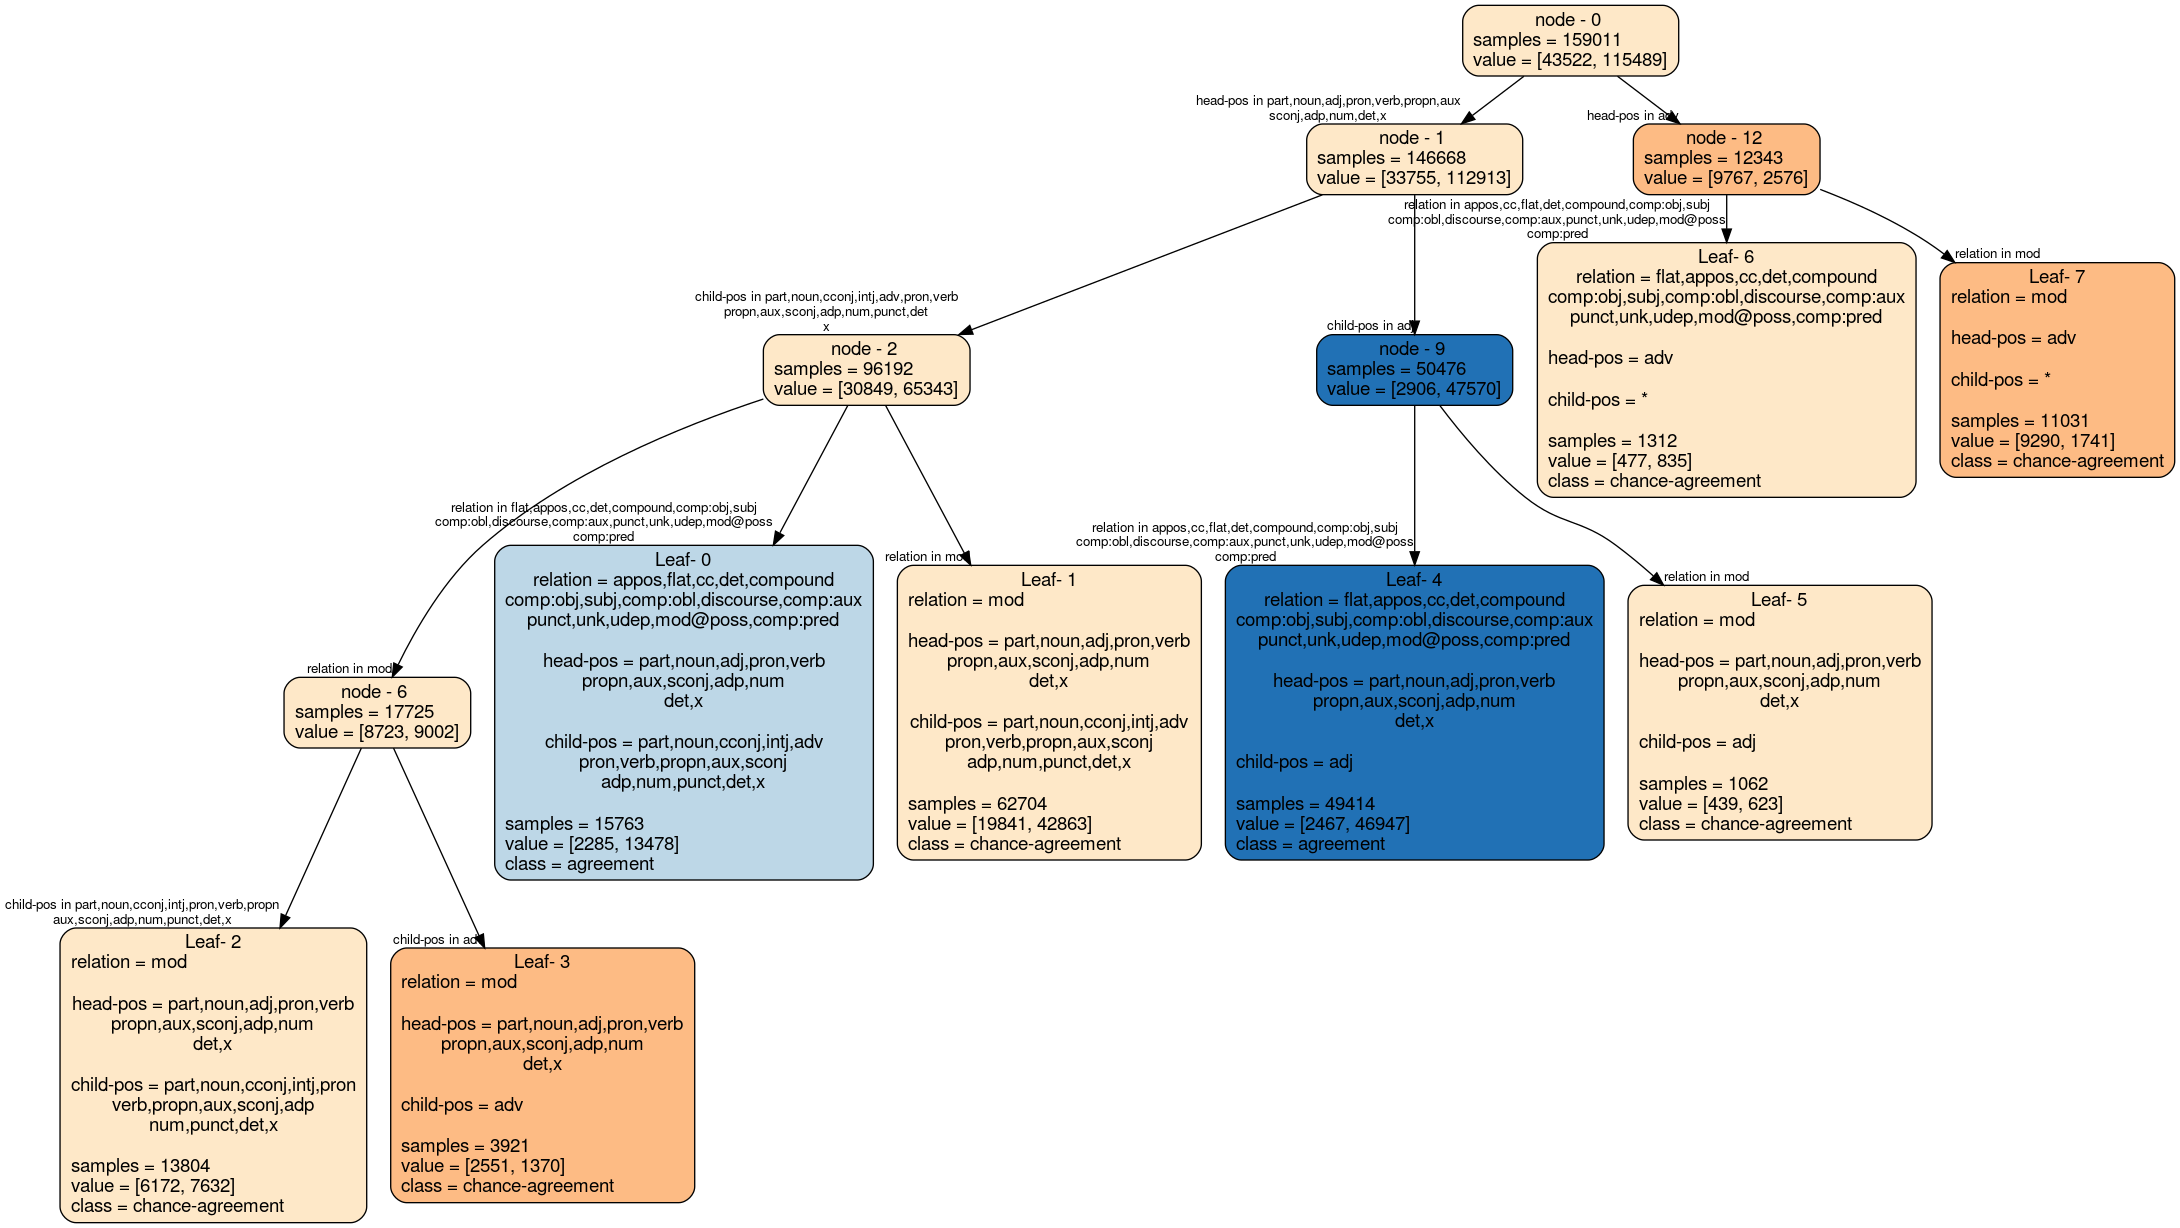 node - 0
samples = 159011
value = [43522, 115489]
head-pos in part,noun,adj,pron,verb,propn,aux
sconj,adp,num,det,x
head-pos in adv
node - 1
samples = 146668
value = [33755, 112913]
node - 12
samples = 12343
value = [9767, 2576]
relation in appos,cc,flat,det,compound,comp:obj,subj
comp:obl,discourse,comp:aux,punct,unk,udep,mod@poss
comp:pred
relation in mod
Leaf- 6
relation = flat,appos,cc,det,compound
comp:obj,subj,comp:obl,discourse,comp:aux
punct,unk,udep,mod@poss,comp:pred
head-pos = adv
child-pos = *
samples = 1312
value = [477, 835]
class = chance-agreement
Leaf- 7
relation = mod
head-pos = adv
child-pos = *
samples = 11031
value = [9290, 1741]
class = chance-agreement
child-pos in part,noun,cconj,intj,adv,pron,verb
propn,aux,sconj,adp,num,punct,det
x
child-pos in adj
node - 2
samples = 96192
value = [30849, 65343]
node - 9
samples = 50476
value = [2906, 47570]
relation in flat,appos,cc,det,compound,comp:obj,subj
comp:obl,discourse,comp:aux,punct,unk,udep,mod@poss
comp:pred
relation in mod
relation in appos,cc,flat,det,compound,comp:obj,subj
comp:obl,discourse,comp:aux,punct,unk,udep,mod@poss
comp:pred
relation in mod
relation in mod
node - 6
samples = 17725
value = [8723, 9002]
Leaf- 0
relation = appos,flat,cc,det,compound
comp:obj,subj,comp:obl,discourse,comp:aux
punct,unk,udep,mod@poss,comp:pred
head-pos = part,noun,adj,pron,verb
propn,aux,sconj,adp,num
det,x
child-pos = part,noun,cconj,intj,adv
pron,verb,propn,aux,sconj
adp,num,punct,det,x
samples = 15763
value = [2285, 13478]
class = agreement
Leaf- 1
relation = mod
head-pos = part,noun,adj,pron,verb
propn,aux,sconj,adp,num
det,x
child-pos = part,noun,cconj,intj,adv
pron,verb,propn,aux,sconj
adp,num,punct,det,x
samples = 62704
value = [19841, 42863]
class = chance-agreement
Leaf- 4
relation = flat,appos,cc,det,compound
comp:obj,subj,comp:obl,discourse,comp:aux
punct,unk,udep,mod@poss,comp:pred
head-pos = part,noun,adj,pron,verb
propn,aux,sconj,adp,num
det,x
child-pos = adj
samples = 49414
value = [2467, 46947]
class = agreement
Leaf- 5
relation = mod
head-pos = part,noun,adj,pron,verb
propn,aux,sconj,adp,num
det,x
child-pos = adj
samples = 1062
value = [439, 623]
class = chance-agreement
child-pos in part,noun,cconj,intj,pron,verb,propn
aux,sconj,adp,num,punct,det,x
child-pos in adv
Leaf- 2
relation = mod
head-pos = part,noun,adj,pron,verb
propn,aux,sconj,adp,num
det,x
child-pos = part,noun,cconj,intj,pron
verb,propn,aux,sconj,adp
num,punct,det,x
samples = 13804
value = [6172, 7632]
class = chance-agreement
Leaf- 3
relation = mod
head-pos = part,noun,adj,pron,verb
propn,aux,sconj,adp,num
det,x
child-pos = adv
samples = 3921
value = [2551, 1370]
class = chance-agreement